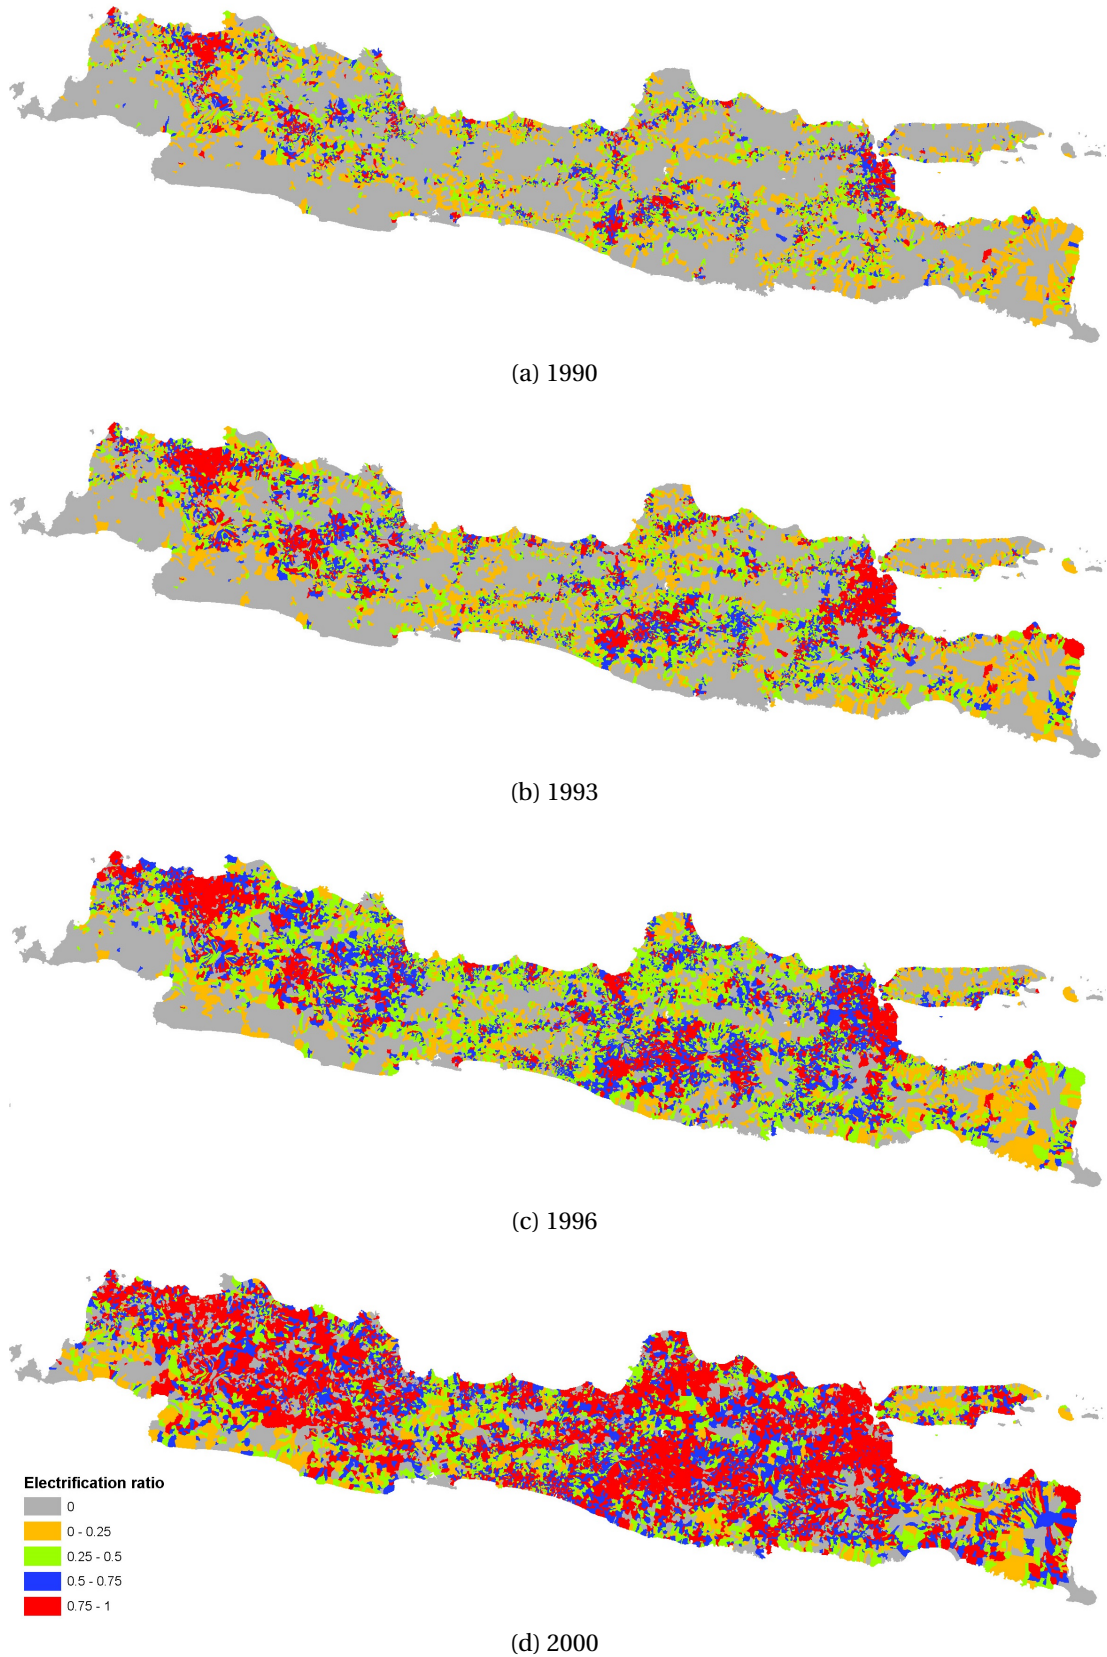 (a) 1990
(b) 1993
(c) 1996
Electrification ratio
0
0 - 0.25
0.25 - 0.5
0.5 - 0.75
0.75 - 1
(d) 2000